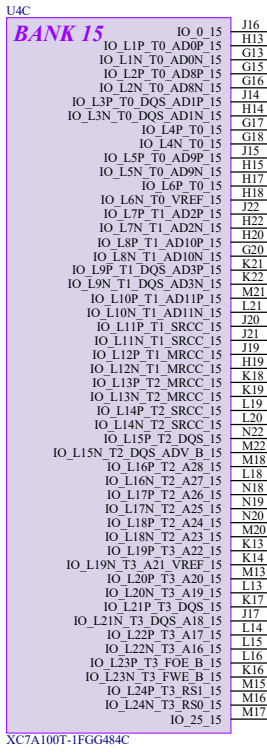 U4C
BANK 15
IO_0_15 J16
IO_L1P_T0_AD0P_15 H13
IO_L1N_T0_AD0N_15 G13
IO_L2P_T0_AD8P_15 G15
IO_L2N_T0_AD8N_15 G16
IO_L3P_T0_DQS_AD1P_15 J14
IO_L3N_T0_DQS_AD1N_15 H14
IO_L4P_T0_15 G17
IO_L4N_T0_15 G18
IO_L5P_T0_AD9P_15 J15
IO_L5N_T0_AD9N_15 H15
IO_L6P_T0_15 H17
IO_L6N_T0_VREF_15 H18
IO_L7P_T1_AD2P_15 J22
IO_L7N_T1_AD2N_15 H22
IO_L8P_T1_AD10P_15 H20
IO_L8N_T1_AD10N_15 G20
IO_L9P_T1_DQS_AD3P_15 K21
IO_L9N_T1_DQS_AD3N_15 K22
IO_L10P_T1_AD11P_15 M21
IO_L10N_T1_AD11N_15 L21
IO_L11P_T1_SRCC_15 J20
IO_L11N_T1_SRCC_15 J21
IO_L12P_T1_MRCC_15 J19
IO_L12N_T1_MRCC_15 H19
IO_L13P_T2_MRCC_15 K18
IO_L13N_T2_MRCC_15 K19
IO_L14P_T2_SRCC_15 L19
IO_L14N_T2_SRCC_15 L20
IO_L15P_T2_DQS_15 N22
IO_L15N_T2_DQS_ADV_B_15 M22
IO_L16P_T2_A28_15 M18
IO_L16N_T2_A27_15 L18
IO_L17P_T2_A26_15 N18
IO_L17N_T2_A25_15 N19
IO_L18P_T2_A24_15 N20
IO_L18N_T2_A23_15 M20
IO_L19P_T3_A22_15 K13
IO_L19N_T3_A21_VREF_15 K14
IO_L20P_T3_A20_15 M13
IO_L20N_T3_A19_15 L13
IO_L21P_T3_DQS_15 K17
IO_L21N_T3_DQS_A18_15 J17
IO_L22P_T3_A17_15 L14
IO_L22N_T3_A16_15 L15
IO_L23P_T3_FOE_B_15 L16
IO_L23N_T3_FWE_B_15 K16
IO_L24P_T3_RS1_15 M15
IO_L24N_T3_RS0_15 M16
IO_25_15 M17
XC7A100T-1FGG484C